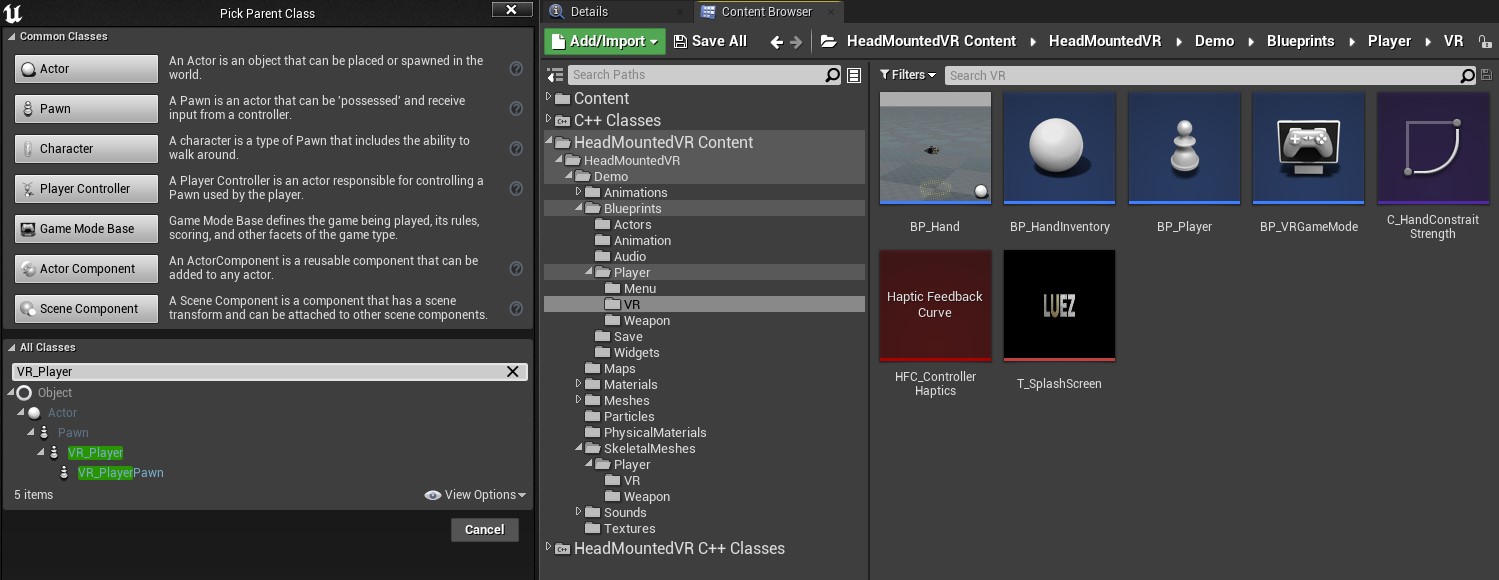 Pick Parent Class
Common Classes
Actor
An Actor is an object that can be placed or spawned in the
world.
Pawn
A Pawn is an actor that can be 'possessed' and receive
input from a controller.
Character
A character is a type of Pawn that includes the ability to
walk around.
Player Controller
A Player Controller is an actor responsible for controlling a
Pawn used by the player.
Game Mode Base
Game Mode Base defines the game being played, its rules,
scoring, and other facets of the game type.
Actor Component
An ActorComponent is a reusable component that can be
added to any actor.
Scene Component
A Scene Component is a component that has a scene
transform and can be attached to other scene components.
All Classes
VR_Player
Object
Actor
Pawn
VR_Player
VR_PlayerPawn
5 items
View Options
Cancel
Details
Content Browser
Add/Import
Save All
HeadMountedVR Content
HeadMountedVR
Demo
Blueprints
Player
VR
Search Paths
Content
C++ Classes
HeadMountedVR Content
HeadMountedVR
Demo
Animations
Blueprints
Actors
Animation
Audio
Player
Menu
VR
Weapon
Save
Widgets
Maps
Materials
Meshes
Particles
PhysicalMaterials
SkeletalMeshes
Player
VR
Weapon
Sounds
Textures
HeadMountedVR C++ Classes
Filters
Search VR
BP_Hand
BP_HandInventory
BP_Player
BP_VRGameMode
C_HandConstrait
Strength
Haptic Feedback
Curve
HFC_Controller
Haptics
LUEZ
T_SplashScreen